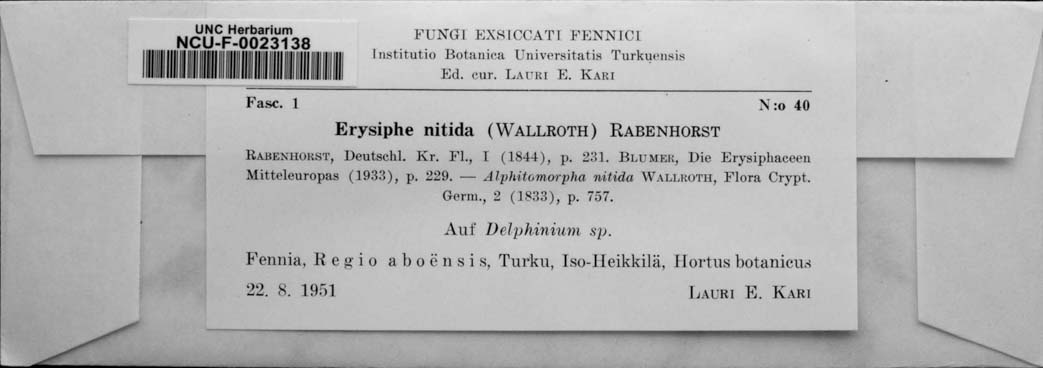 UNC Herbarium
NCU-F-0023138
FUNGI EXSICCATI FENNICI
Institutio Botanica Universitatis Turkuensis
Ed. cur. LAURI E. KARI
Fasc. 1 N:o 40
Erysiphe nitida (WALLROTH) RABENHORST
RABENHORST, Deutschl. Kr. Fl., I (1844), p. 231. BLUMER, Die Erysiphaceen
Mitteleuropas (1933), p. 229. — Alphitomorpha nitida WALLROTH, Flora Crypt.
Germ., 2 (1833), p. 757.
Auf Delphinium sp.
Fennia, Regio aboënsis, Turku, Iso-Heikkilä, Hortus botanicus
22. 8. 1951 LAURI E. KARI